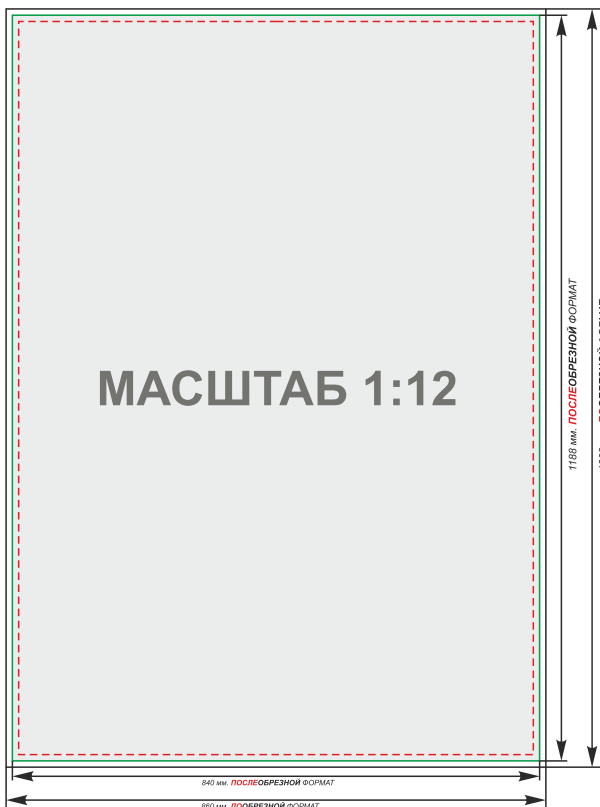 МАСШТАБ 1:12
1188 мм. ПОСЛЕОБРЕЗНОЙ ФОРМАТ
840 мм. ПОСЛЕОБРЕЗНОЙ ФОРМАТ
860 мм. ДООБРЕЗНОЙ ФОРМАТ